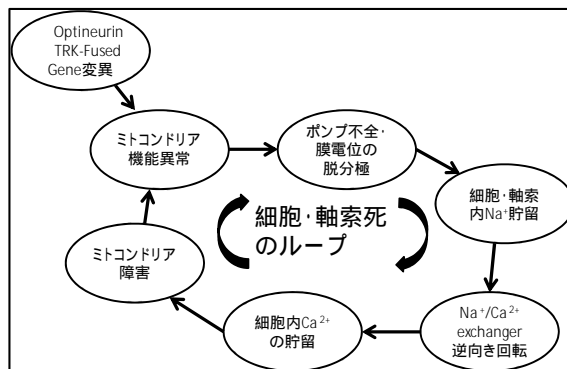 Optineurin
TRK-Fused
Gene変異
ミトコンドリア
機能異常
ポンプ不全・
膜電位の
脱分極
細胞・軸索
内Na⁺貯留
Na⁺/Ca²⁺
exchanger
逆向き回転
細胞内Ca²⁺
の貯留
ミトコンドリア
障害
細胞・軸索死
のループ